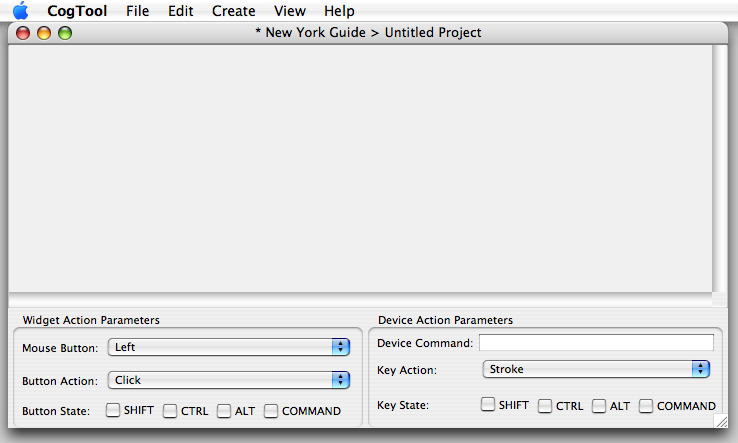 CogTool File Edit Create View Help
* New York Guide > Untitled Project
Widget Action Parameters
Mouse Button: Left
Button Action: Click
Button State: SHIFT CTRL ALT COMMAND
Device Action Parameters
Device Command:
Key Action: Stroke
Key State: SHIFT CTRL ALT COMMAND